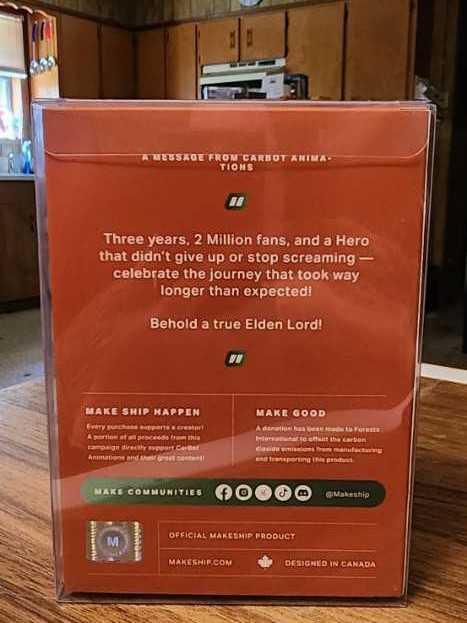 A MESSAGE FROM CARBOT ANIMA-
TIONS
Three years, 2 Million fans, and a Hero
that didn't give up or stop screaming —
celebrate the journey that took way
longer than expected!
Behold a true Elden Lord!
MAKE SHIP HAPPEN
Every purchase supports a creator!
A portion of all proceeds from this
campaign directly support CarBot
Animations and their great content!
MAKE GOOD
A donation has been made to Forests
International to offset the carbon
dioxide emissions from manufacturing
and transporting this product.
MAKE COMMUNITIES
@Makeship
M
OFFICIAL MAKESHIP PRODUCT
MAKESHIP.COM
DESIGNED IN CANADA